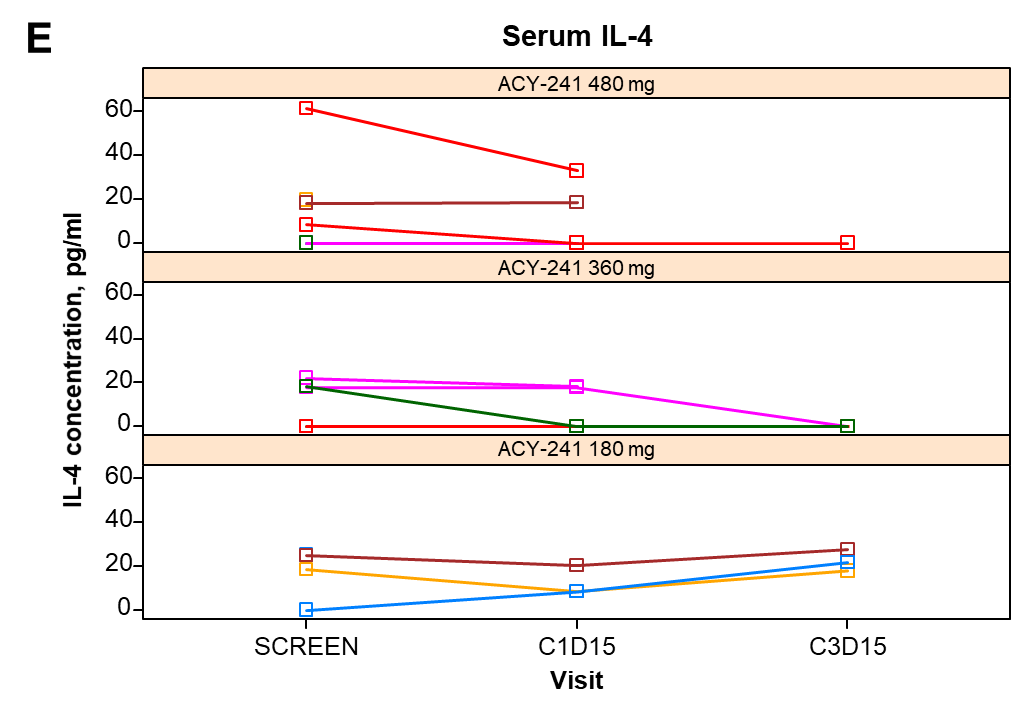 E
Serum IL-4
ACY-241 480 mg
60
40
20
0
ACY-241 360 mg
60
40
20
0
ACY-241 180 mg
60
40
20
0
IL-4 concentration, pg/ml
SCREEN C1D15 C3D15
Visit